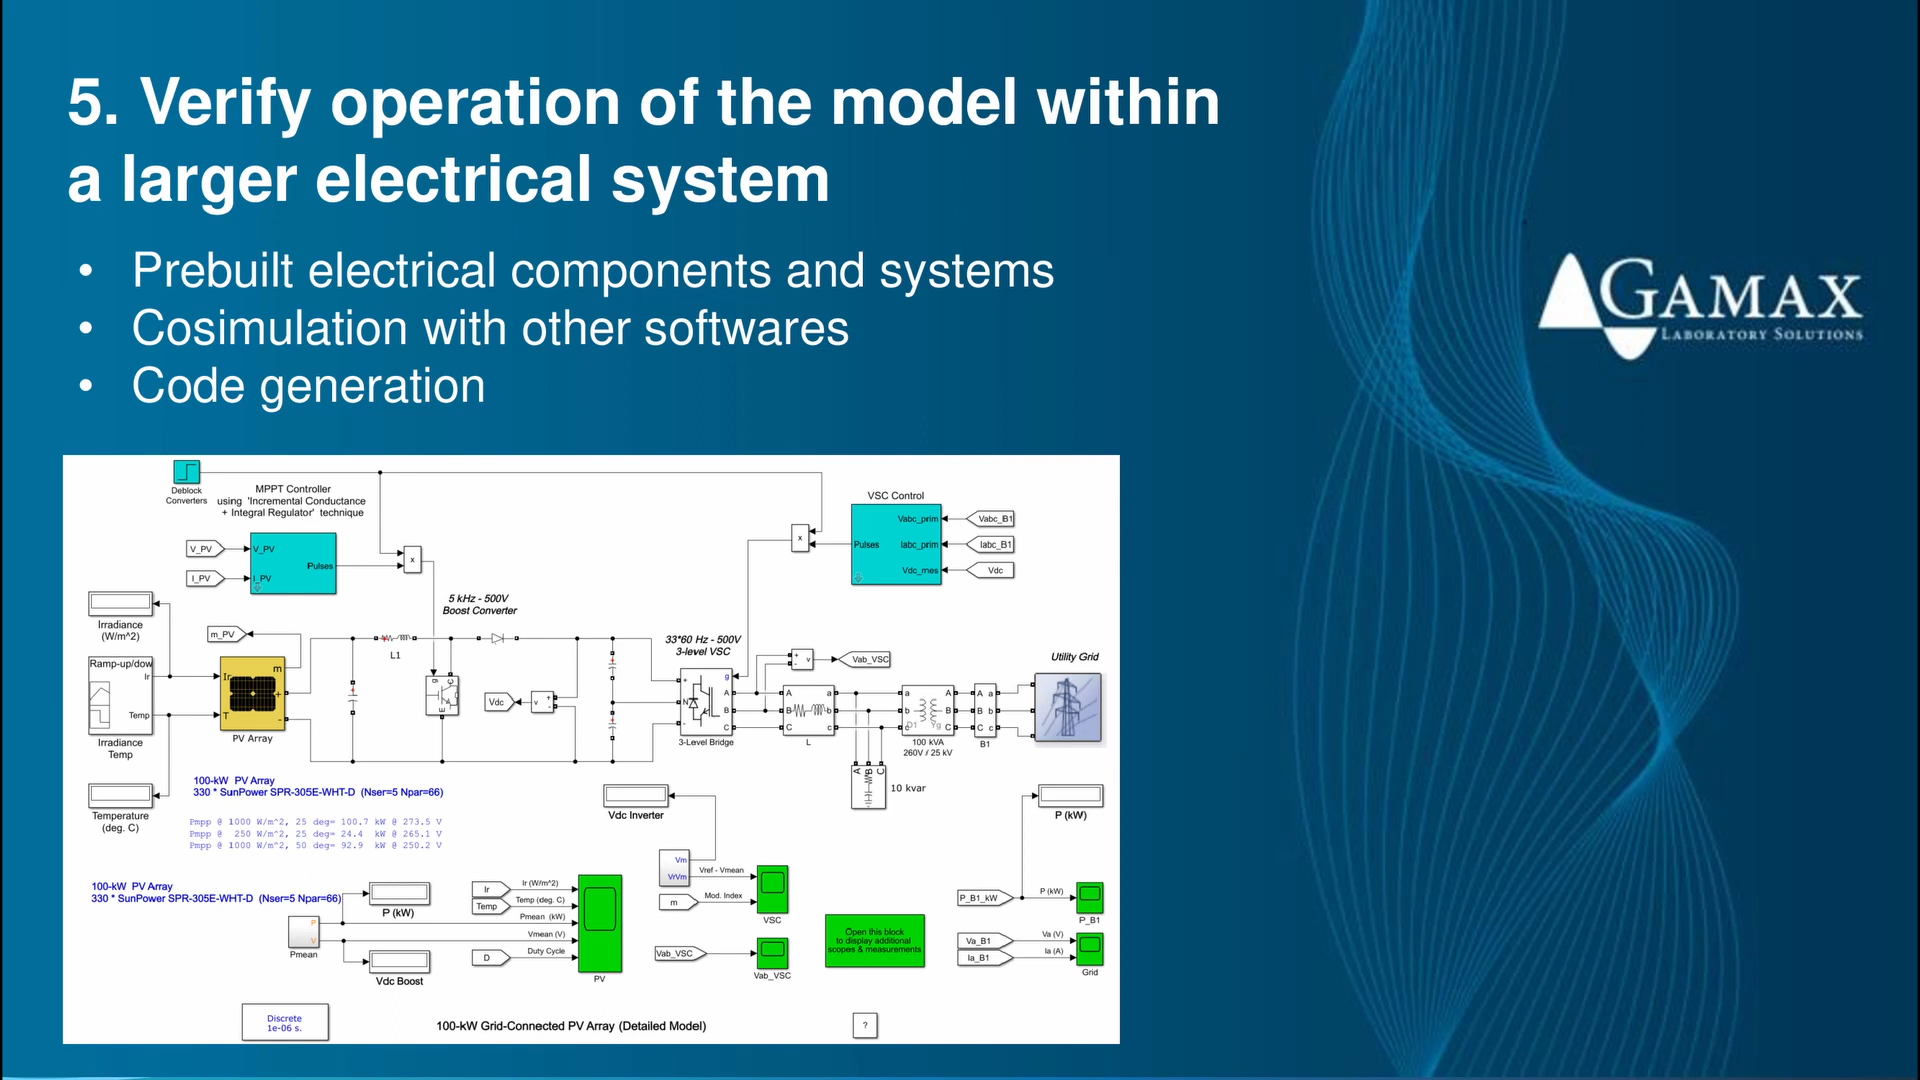 5. Verify operation of the model within
a larger electrical system
• Prebuilt electrical components and systems
• Cosimulation with other softwares
• Code generation
GAMAX
LABORATORY SOLUTIONS
Deblock
Converters
MPPT Controller
using 'Incremental Conductance
+ Integral Regulator' technique
V_PV
I_PV
V_PV
I_PV
Pulses
x
x
VSC Control
Pulses
Vabc_prim
Iabc_prim
Vdc_mes
Vabc_B1
Iabc_B1
Vdc
Irradiance
(W/m^2)
m_PV
5 kHz - 500V
Boost Converter
L1
Ramp-up/dow
Ir
Temp
Irradiance
Temp
Ir
T
m
+
-
PV Array
g
C
E
Vdc
v
+
-
33*60 Hz - 500V
3-level VSC
g
+
N
-
A
B
C
3-Level Bridge
+
-
v
Vab_VSC
A
B
C
a
b
c
L
a
b
c
D1
Yg
A
B
C
100 kVA
260V / 25 kV
A a
B b
C c
B1
Utility Grid
A
B
C
10 kvar
Temperature
(deg. C)
100-kW PV Array
330 * SunPower SPR-305E-WHT-D (Nser=5 Npar=66)
Pmpp @ 1000 W/m^2, 25 deg= 100.7 kW @ 273.5 V
Pmpp @ 250 W/m^2, 25 deg= 24.4 kW @ 265.1 V
Pmpp @ 1000 W/m^2, 50 deg= 92.9 kW @ 250.2 V
Vdc Inverter
P (kW)
100-kW PV Array
330 * SunPower SPR-305E-WHT-D (Nser=5 Npar=66)
P
V
Pmean
P (kW)
Vdc Boost
Ir
Temp
D
Ir (W/m^2)
Temp (deg. C)
Pmean (kW)
Vmean (V)
Duty Cycle
PV
Vm
VrVm
Vref - Vmean
m
Mod. Index
VSC
Vab_VSC
Vab_VSC
Open this block
to display additional
scopes & measurements
P_B1_kW
P (kW)
P_B1
Va_B1
Ia_B1
Va (V)
Ia (A)
Grid
Discrete
1e-06 s.
100-kW Grid-Connected PV Array (Detailed Model)
?